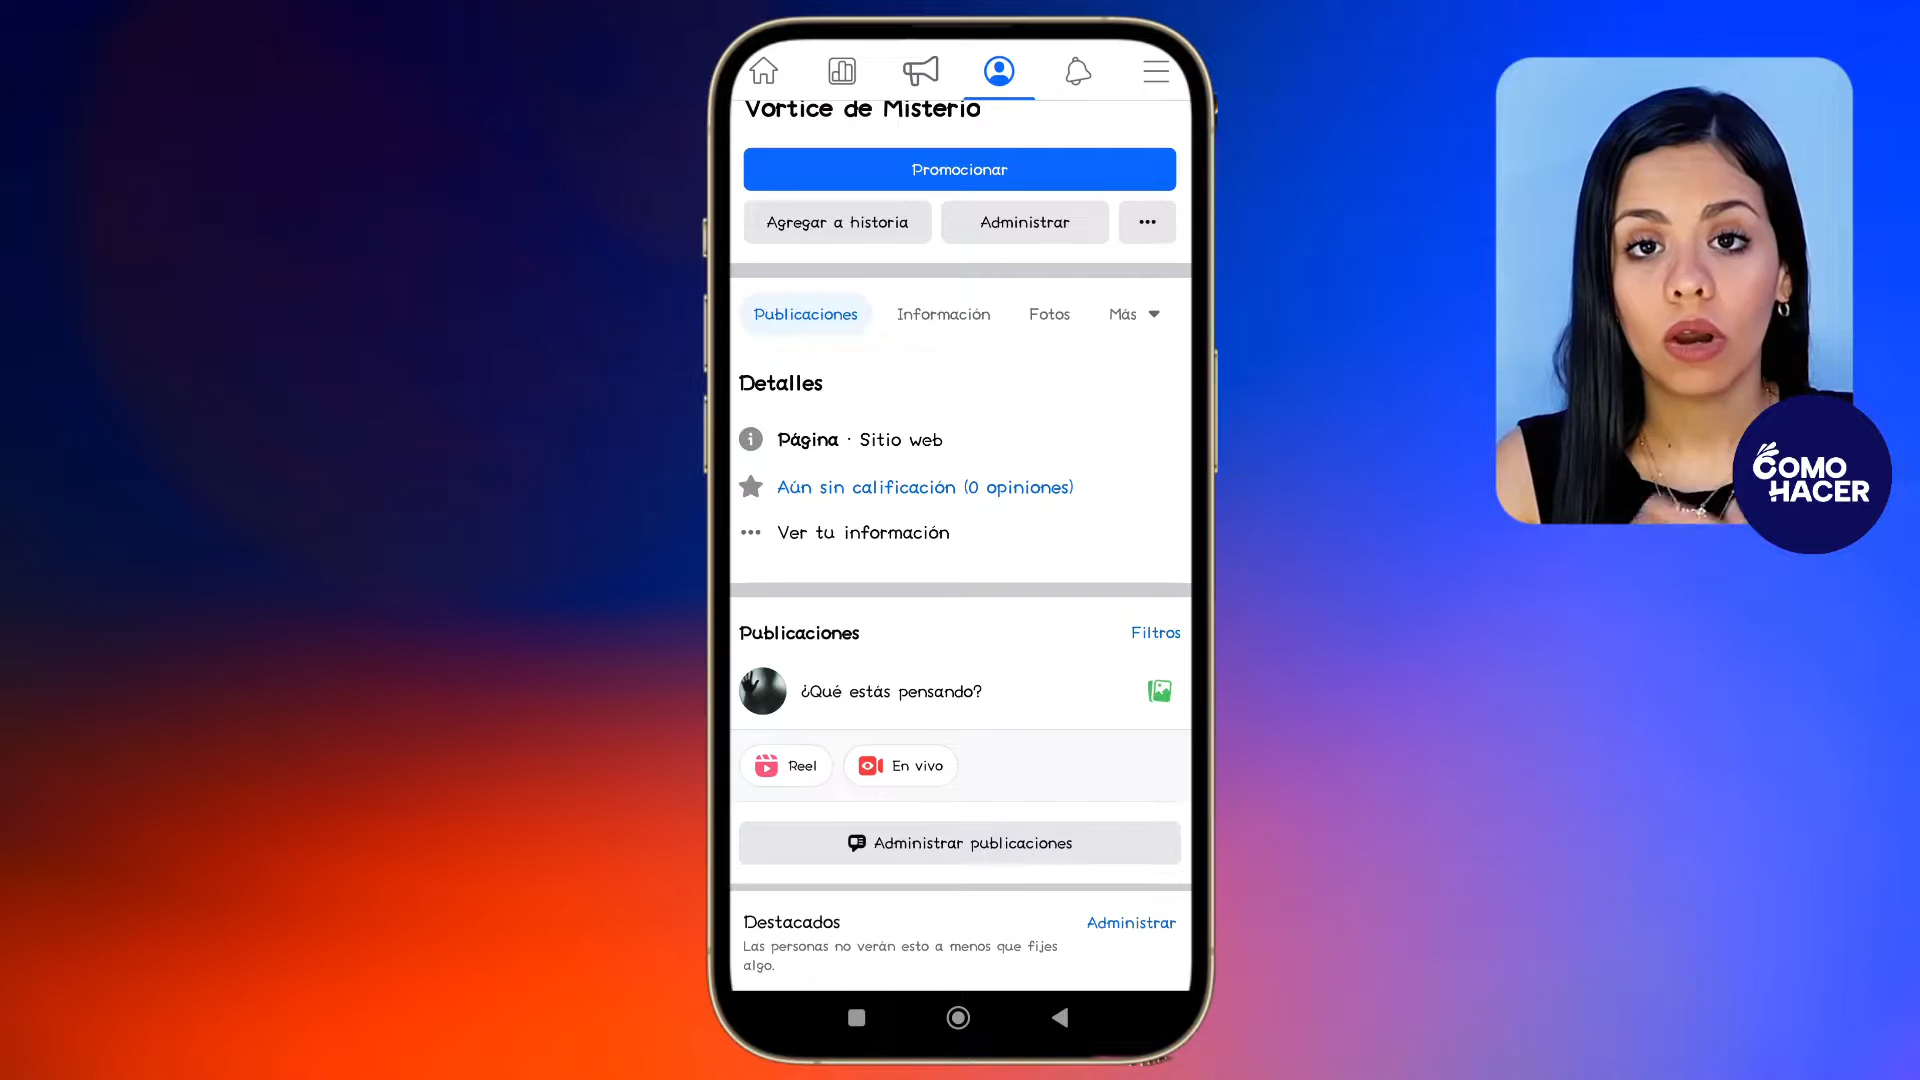 Vórtice de Misterio
Promocionar
Agregar a historia
Administrar
Publicaciones
Información
Fotos
Más
Detalles
Página · Sitio web
Aún sin calificación (0 opiniones)
Ver tu información
Publicaciones
Filtros
¿Qué estás pensando?
Reel
En vivo
Administrar publicaciones
Destacados
Administrar
Las personas no verán esto a menos que fijes
algo.
COMO
HACER